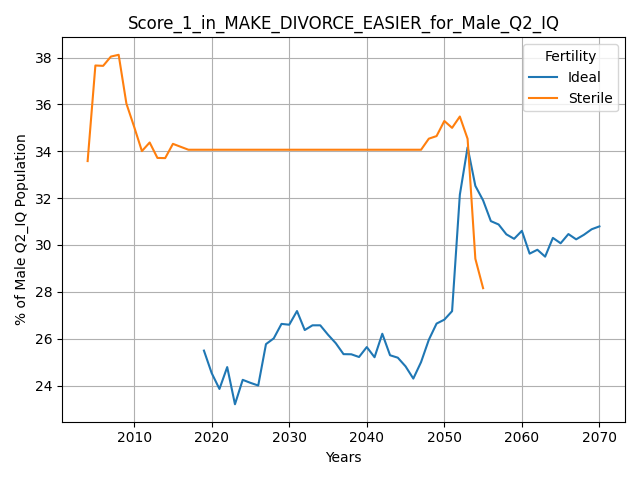 Score_1_in_MAKE_DIVORCE_EASIER_for_Male_Q2_IQ
% of Male Q2_IQ Population
38
36
34
32
30
28
26
24
Fertility
Ideal
Sterile
2010 2020 2030 2040 2050 2060 2070
Years